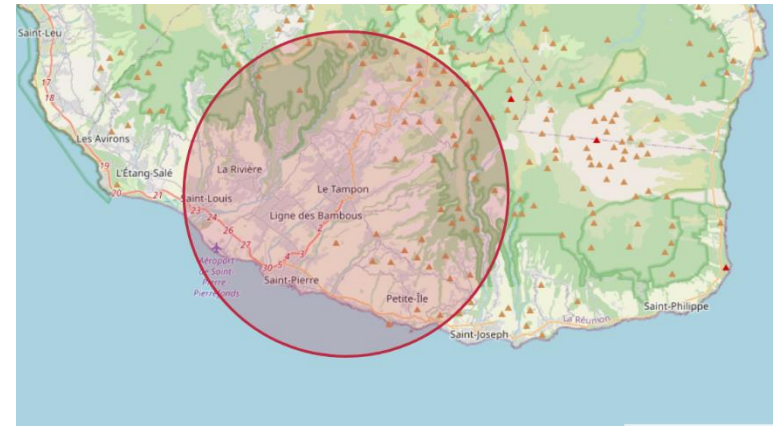 Saint-Leu
17
18
Les Avirons
19
20
L'Étang-Salé
21
La Rivière
Saint-Louis
23
24
26
27
Le Tampon
Ligne des Bambous
2
3
4
5
30
Aéroport
de Saint-
Pierre
Pierrefonds
Saint-Pierre
Petite-Île
Saint-Joseph
La Réunion
Saint-Philippe